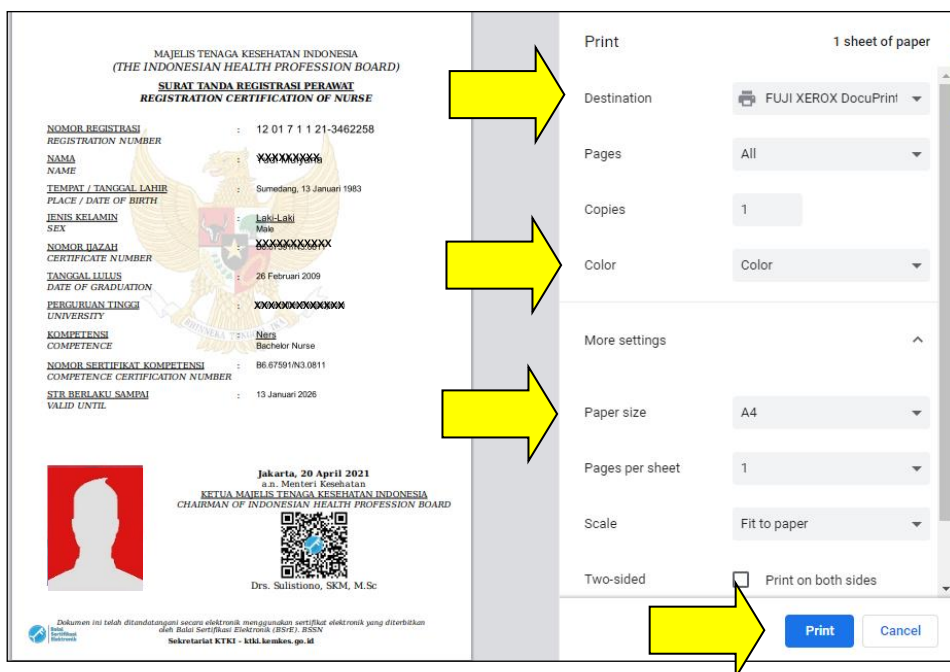 MAJELIS TENAGA KESEHATAN INDONESIA
(THE INDONESIAN HEALTH PROFESSION BOARD)
SURAT TANDA REGISTRASI PERAWAT
REGISTRATION CERTIFICATION OF NURSE
NOMOR REGISTRASI : 12 01 7 1 1 21-3462258
REGISTRATION NUMBER
NAMA : XXXXXXXXX
NAME
TEMPAT / TANGGAL LAHIR : Sumedang, 13 Januari 1983
PLACE / DATE OF BIRTH
JENIS KELAMIN : Laki-Laki
SEX Male
NOMOR IJAZAH : XXXXXXXXXXX
CERTIFICATE NUMBER
TANGGAL LULUS : 26 Februari 2009
DATE OF GRADUATION
PERGURUAN TINGGI : XXXXXXXXXXXXX
UNIVERSITY
KOMPETENSI : Ners
COMPETENCE Bachelor Nurse
NOMOR SERTIFIKAT KOMPETENSI : B6.67591/N3.0811
COMPETENCE CERTIFICATION NUMBER
STR BERLAKU SAMPAI : 13 Januari 2026
VALID UNTIL
Jakarta, 20 April 2021
a.n. Menteri Kesehatan
KETUA MAJELIS TENAGA KESEHATAN INDONESIA
CHAIRMAN OF INDONESIAN HEALTH PROFESSION BOARD
Drs. Sulistiono, SKM, M.Sc
Balai
Sertifikasi
Elektronik
Dokumen ini telah ditandatangani secara elektronik menggunakan sertifikat elektronik yang diterbitkan
oleh Balai Sertifikasi Elektronik (BSrE), BSSN
Sekretariat KTKI - ktki.kemkes.go.id
Print 1 sheet of paper
Destination FUJI XEROX DocuPrint
Pages All
Copies 1
Color Color
More settings
Paper size A4
Pages per sheet 1
Scale Fit to paper
Two-sided Print on both sides
Print Cancel